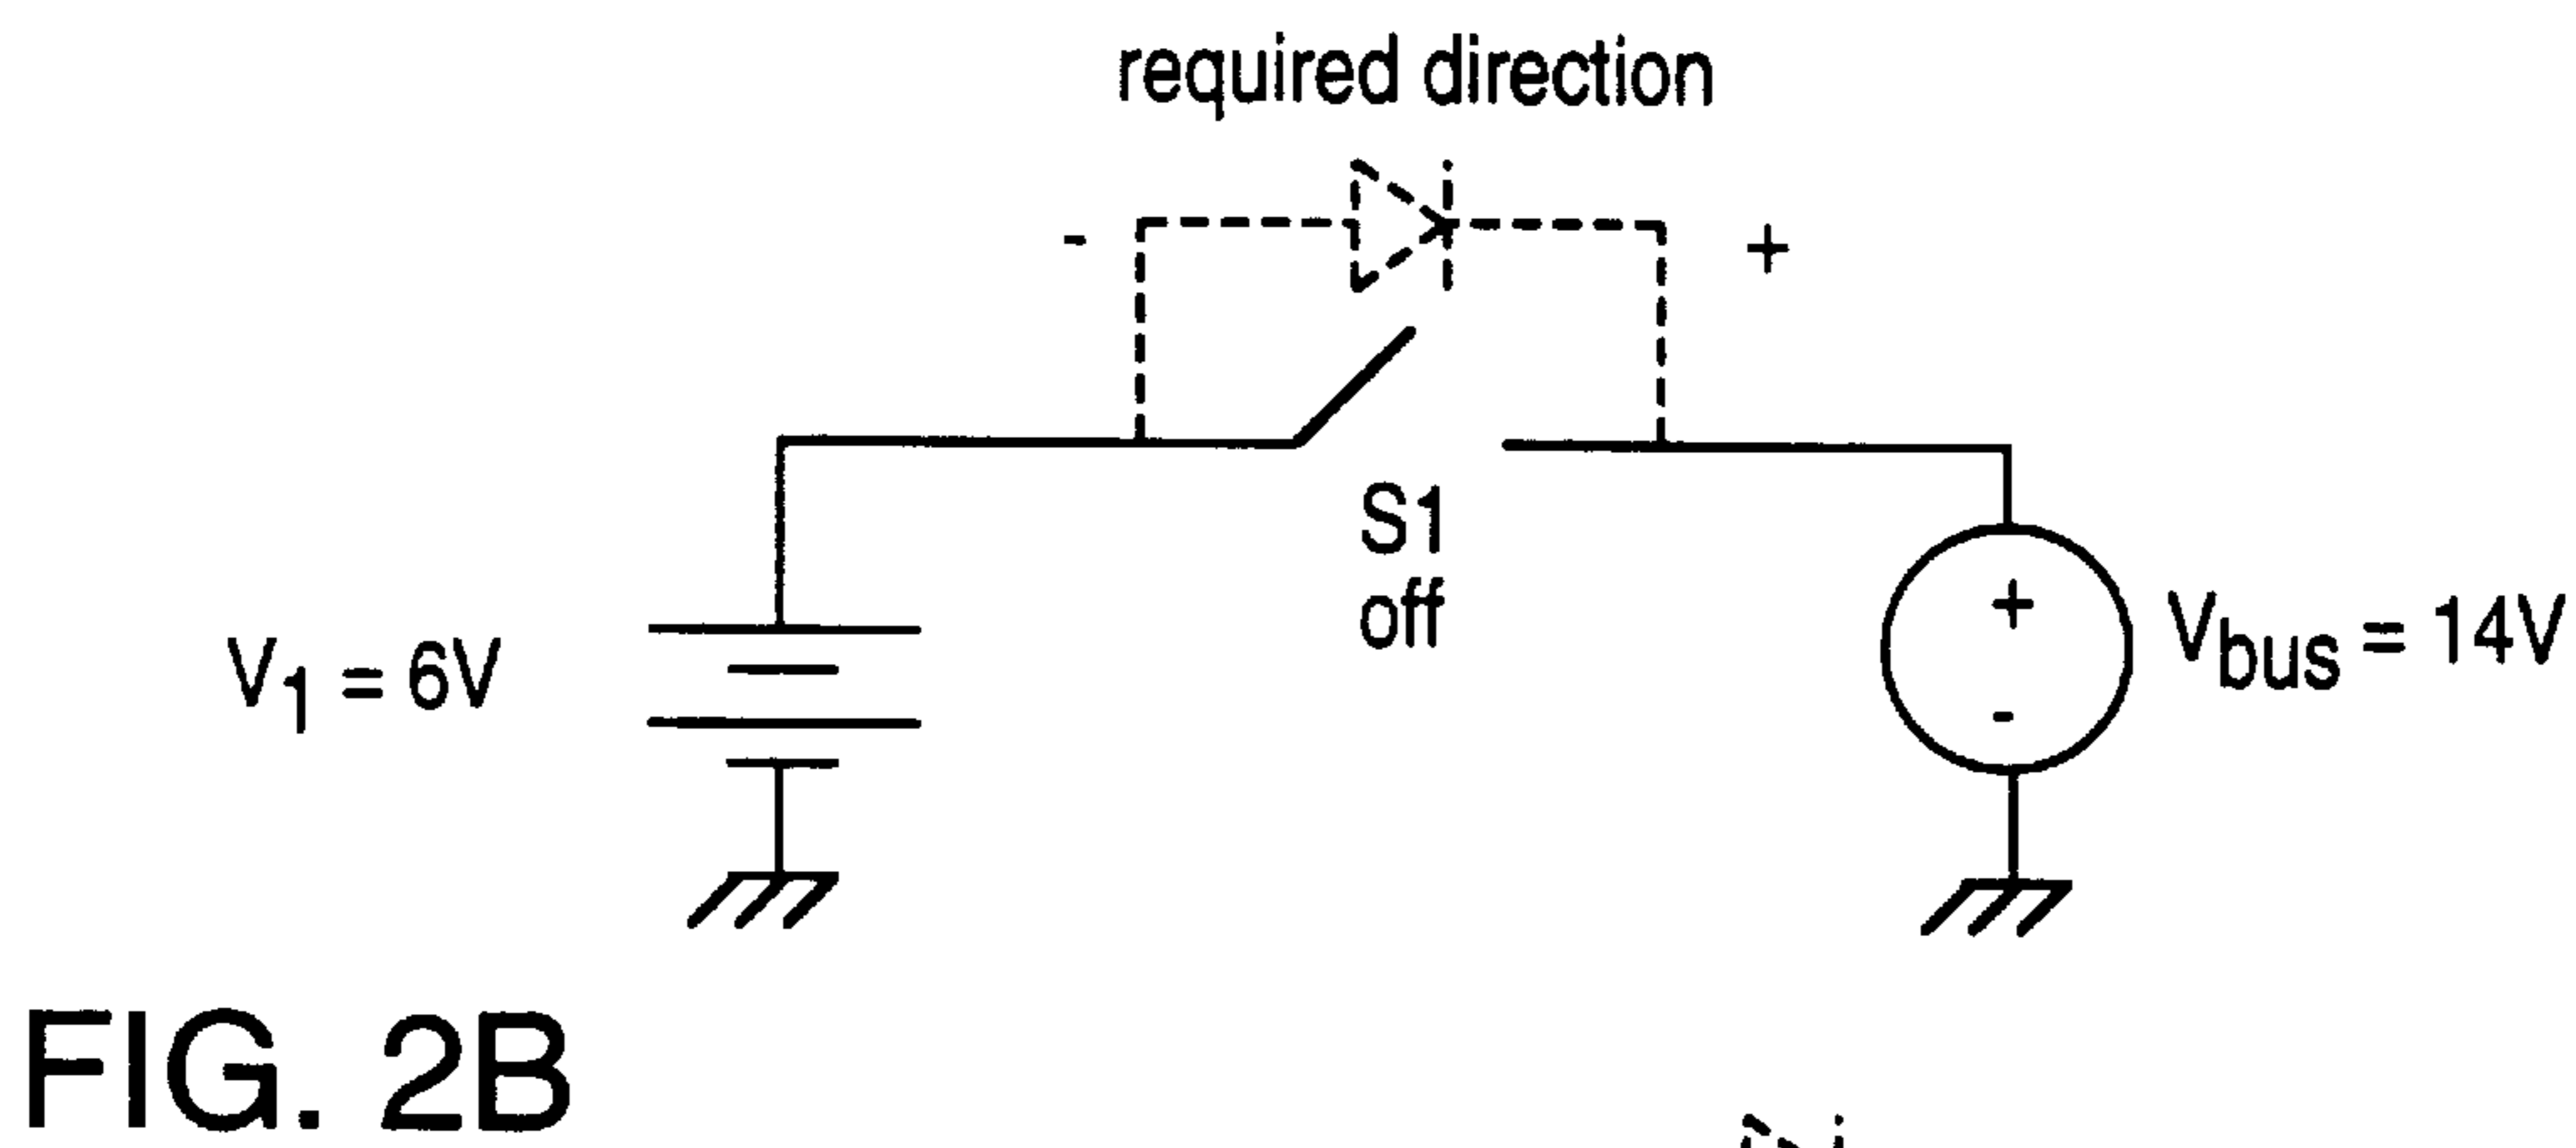 required direction
- +
S1
off
V1 = 6V
+
-
Vbus = 14V
FIG. 2B